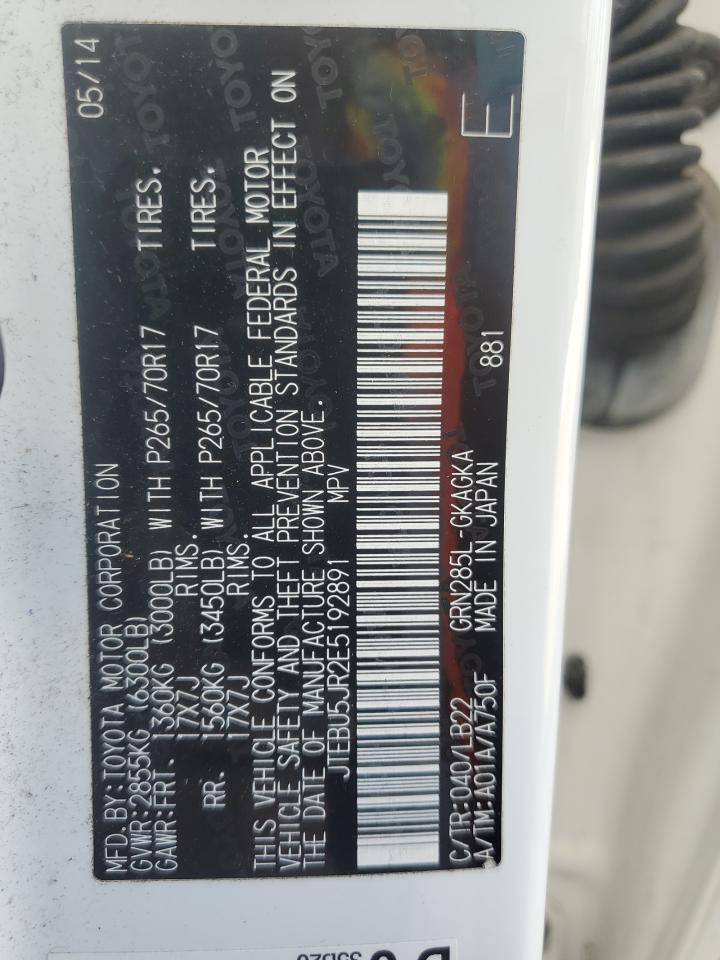 MFD.BY:TOYOTA MOTOR CORPORATION 05/14
GVWR:2855KG (6300LB)
GAWR:FRT. 1360KG (3000LB) WITH P265/70R17 TIRES.
17X7J RIMS.
RR. 1560KG (3450LB) WITH P265/70R17 TIRES.
17X7J RIMS.
THIS VEHICLE CONFORMS TO ALL APPLICABLE FEDERAL MOTOR
VEHICLE SAFETY AND THEFT PREVENTION STANDARDS IN EFFECT ON
THE DATE OF MANUFACTURE SHOWN ABOVE.
JTEBU5JR2E5192891 MPV
C/TR:040/LB22 GRN285L-GKAGKA 881 E
A/TM:A01A/A750F MADE IN JAPAN